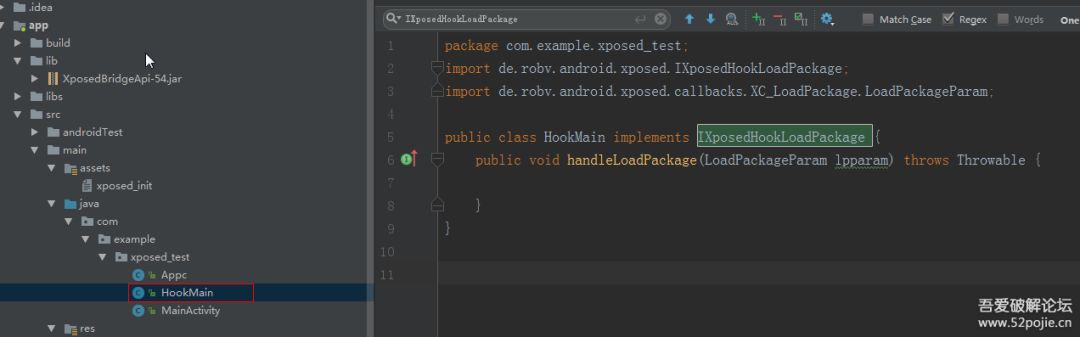 .idea
app
build
lib
XposedBridgeApi-54.jar
libs
src
androidTest
main
assets
xposed_init
java
com
example
xposed_test
Appc
HookMain
MainActivity
res
IXposedHookLoadPackage
Match Case
Regex
Words
One
1 package com.example.xposed_test;
2 import de.robv.android.xposed.IXposedHookLoadPackage;
3 import de.robv.android.xposed.callbacks.XC_LoadPackage.LoadPackageParam;
4
5 public class HookMain implements IXposedHookLoadPackage {
6 public void handleLoadPackage(LoadPackageParam lpparam) throws Throwable {
7
8 }
9 }
10
11
吾爱破解论坛
www.52pojie.cn